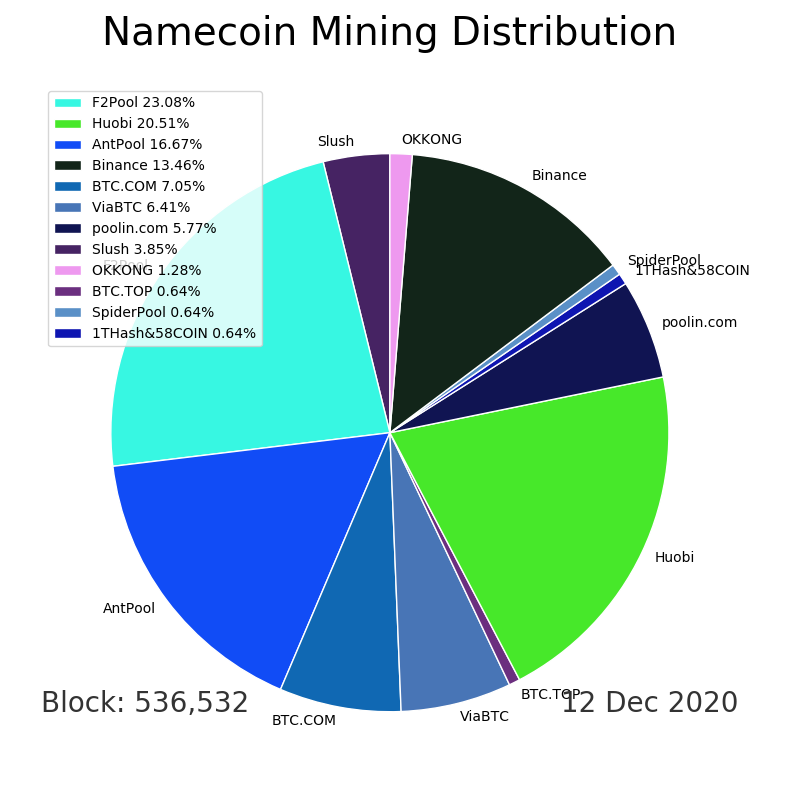 Namecoin Mining Distribution
F2Pool 23.08%
Huobi 20.51%
AntPool 16.67%
Binance 13.46%
BTC.COM 7.05%
ViaBTC 6.41%
poolin.com 5.77%
Slush 3.85%
OKKONG 1.28%
BTC.TOP 0.64%
SpiderPool 0.64%
1THash&58COIN 0.64%
Slush
OKKONG
Binance
SpiderPool
1THash&58COIN
poolin.com
F2Pool
Huobi
AntPool
BTC.TOP
ViaBTC
BTC.COM
Block: 536,532
12 Dec 2020